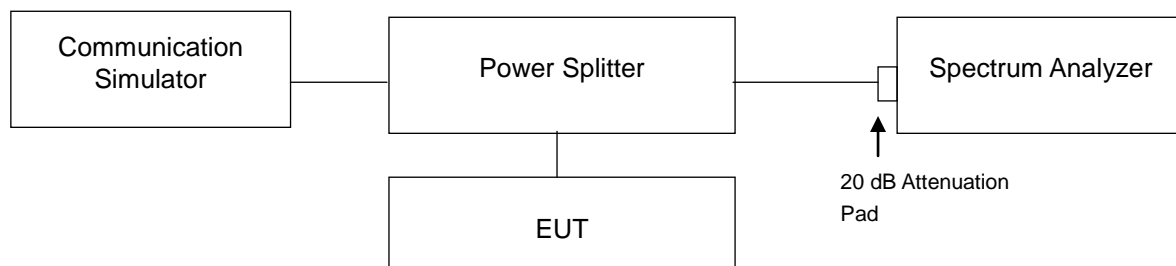 Communication
Simulator
Power Splitter
Spectrum Analyzer
20 dB Attenuation
Pad
EUT